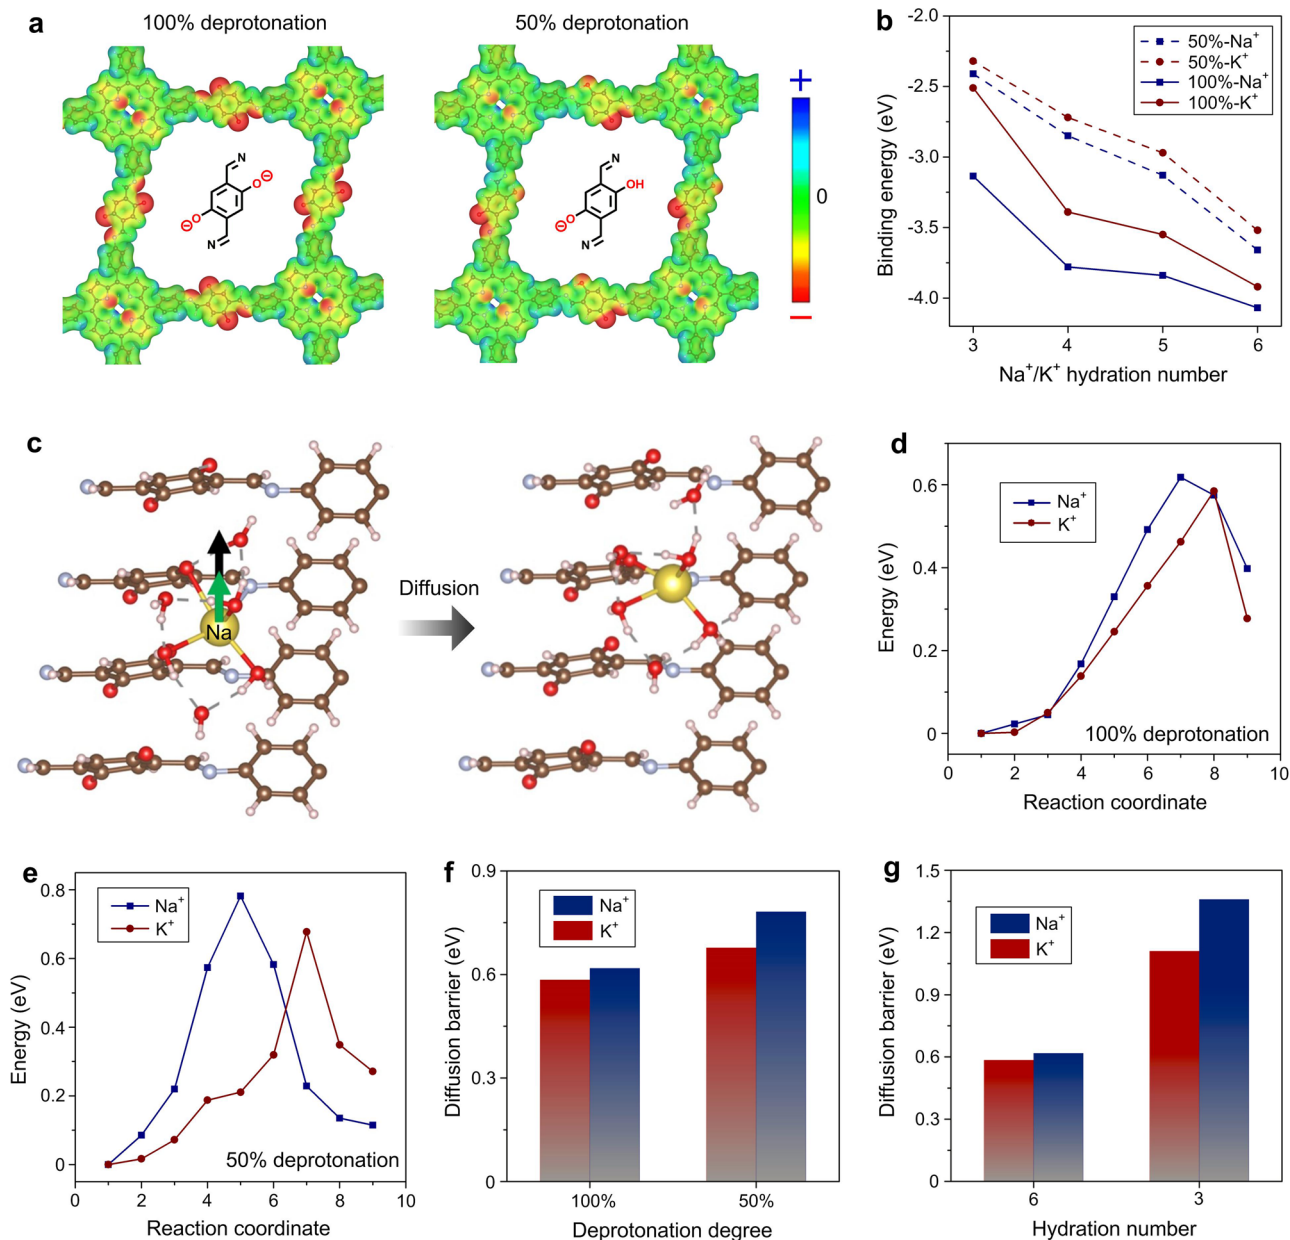 a
100% deprotonation
50% deprotonation
N
O⊖
O
⊖
N
N
OH
O
⊖
N
+
0
−
b
-2.0
-2.5
-3.0
-3.5
-4.0
Binding energy (eV)
50%-Na⁺
50%-K⁺
100%-Na⁺
100%-K⁺
3 4 5 6
Na⁺/K⁺ hydration number
c
Na
Diffusion
d
0.6
0.4
0.2
0
Energy (eV)
Na⁺
K⁺
100% deprotonation
0 2 4 6 8 10
Reaction coordinate
e
0.8
0.6
0.4
0.2
0
Energy (eV)
Na⁺
K⁺
50% deprotonation
0 2 4 6 8 10
Reaction coordinate
f
0.9
0.6
0.3
0
Diffusion barrier (eV)
Na⁺
K⁺
100% 50%
Deprotonation degree
g
1.5
1.2
0.9
0.6
0.3
0
Diffusion barrier (eV)
Na⁺
K⁺
6 3
Hydration number